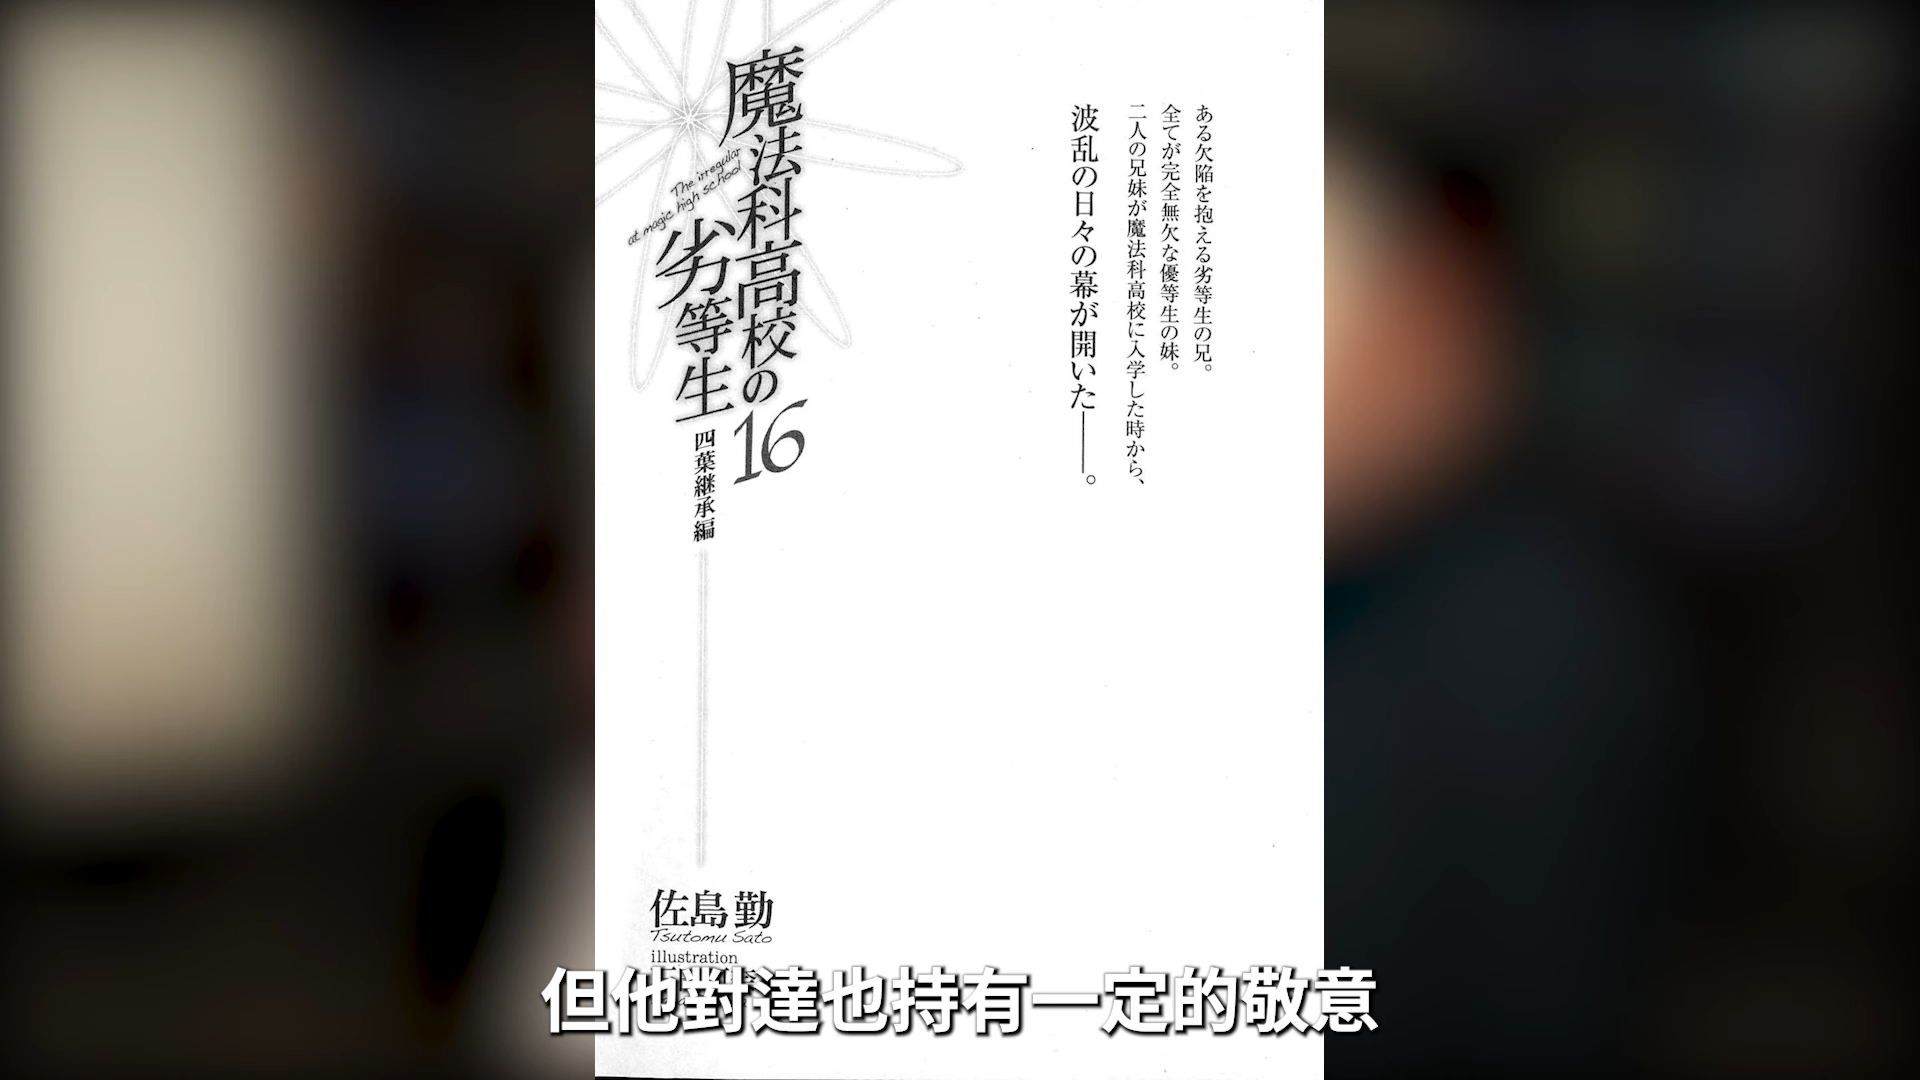 ある欠陥を抱える劣等生の兄。
全てが完全無欠な優等生の妹。
二人の兄妹が魔法科高校に入学した時から、
波乱の日々の幕が開いた——。
魔法科高校の
劣等生
16
The irregular
at magic high school
四葉継承編
佐島 勤
Tsutomu Sato
illustration
但他對達也持有一定的敬意